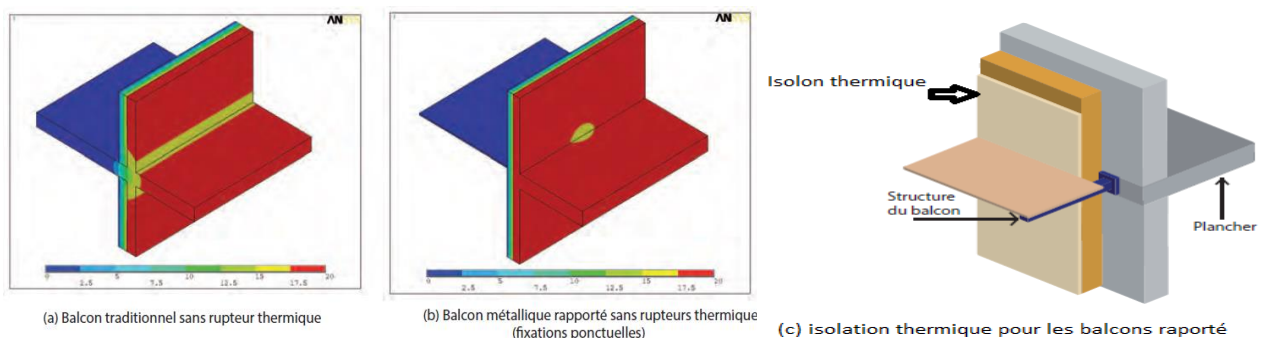 ANSYS
0 2.5 5 7.5 10 12.5 15 17.5 20
(a) Balcon traditionnel sans rupteur thermique
ANSYS
0 2.5 5 7.5 10 12.5 15 17.5 20
(b) Balcon métallique rapporté sans rupteurs thermique
(fixations ponctuelles)
Isolon thermique
Structure
du balcon
Plancher
(c) isolation thermique pour les balcons raporté